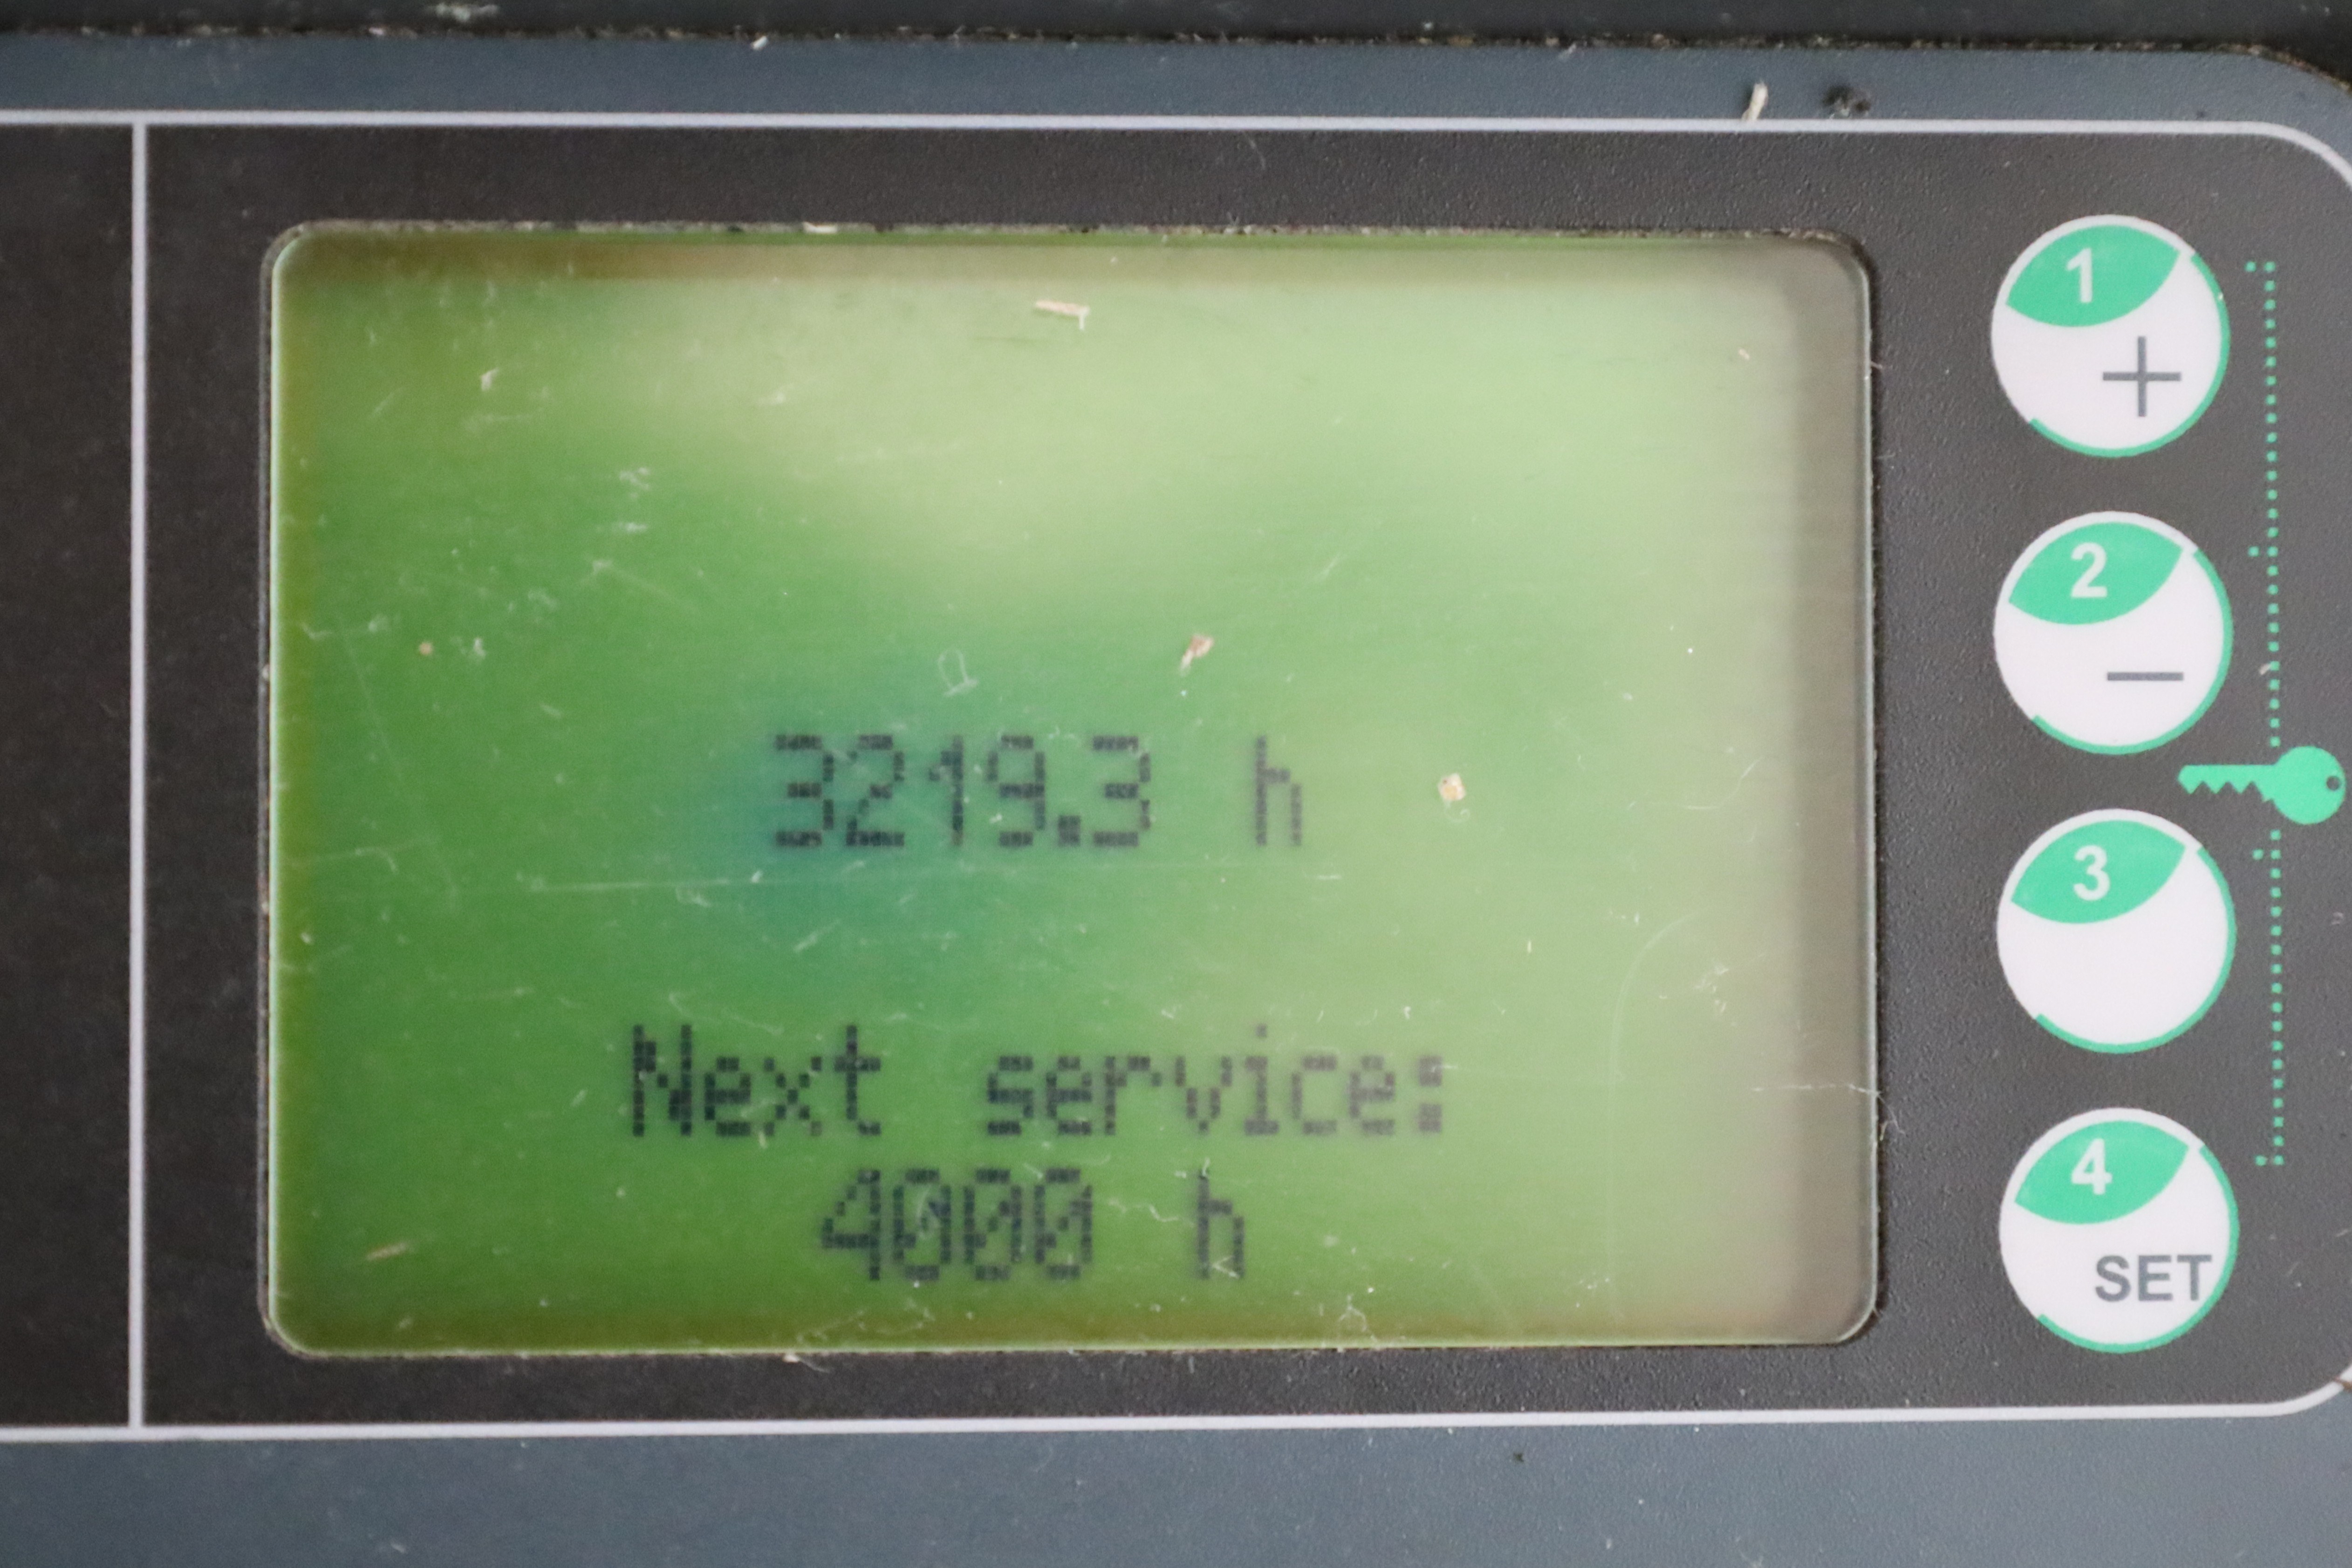 3219.3 h
Next service:
4000 h
1
+
2
−
3
4
SET